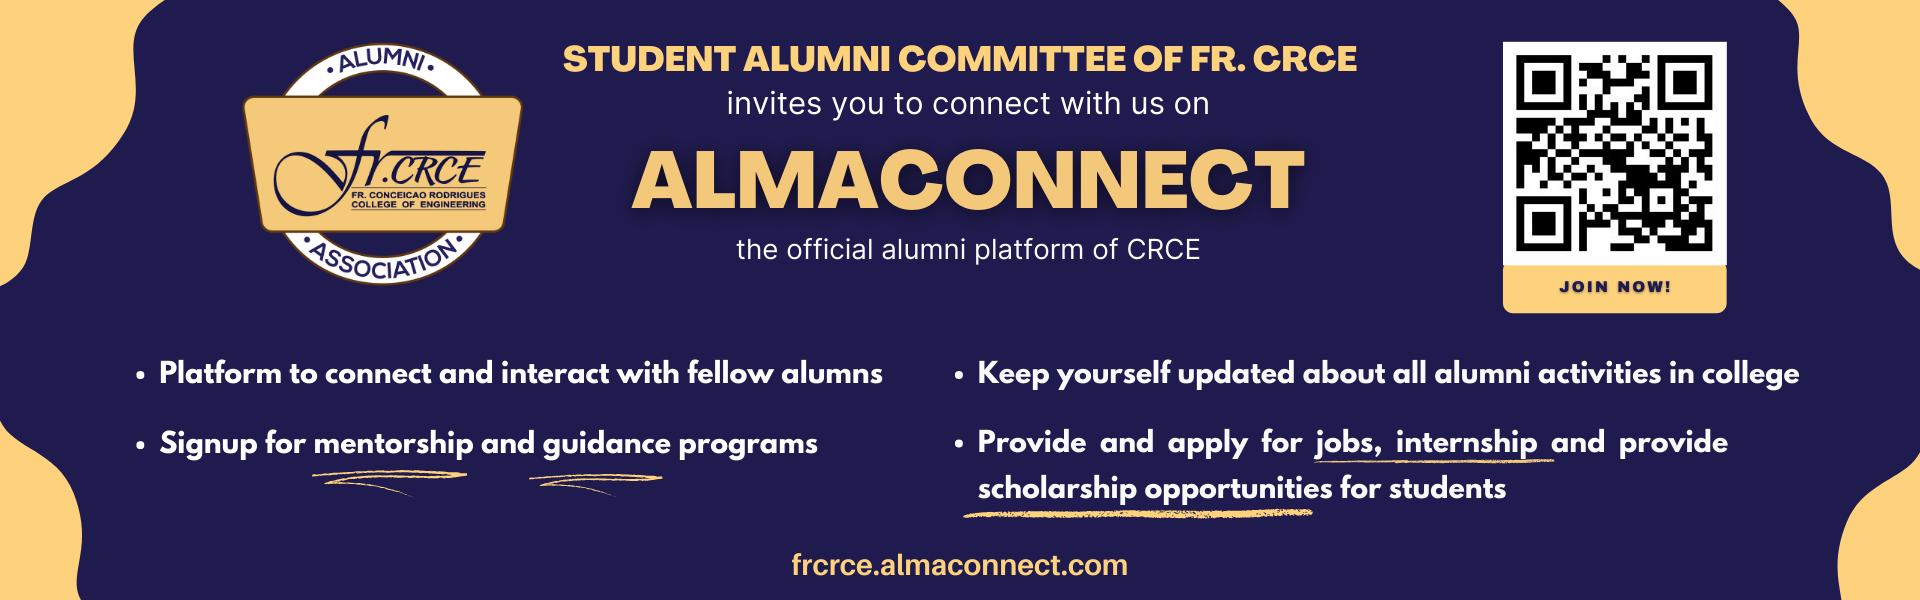 • ALUMNI •
fr.CRCE
FR. CONCEICAO RODRIGUES
COLLEGE OF ENGINEERING
• ASSOCIATION •
STUDENT ALUMNI COMMITTEE OF FR. CRCE
invites you to connect with us on
ALMACONNECT
the official alumni platform of CRCE
JOIN NOW!
• Platform to connect and interact with fellow alumns
• Signup for mentorship and guidance programs
• Keep yourself updated about all alumni activities in college
• Provide and apply for jobs, internship and provide
scholarship opportunities for students
frcrce.almaconnect.com